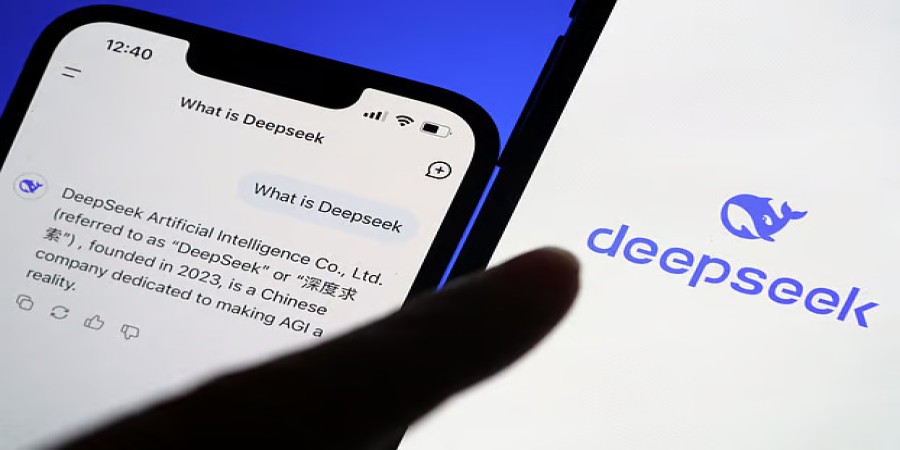 12:40
What is Deepseek
What is Deepseek
DeepSeek Artificial Intelligence Co., Ltd.
(referred to as “DeepSeek” or “深度求
索”) , founded in 2023, is a Chinese
company dedicated to making AGI a
reality.
deepseek